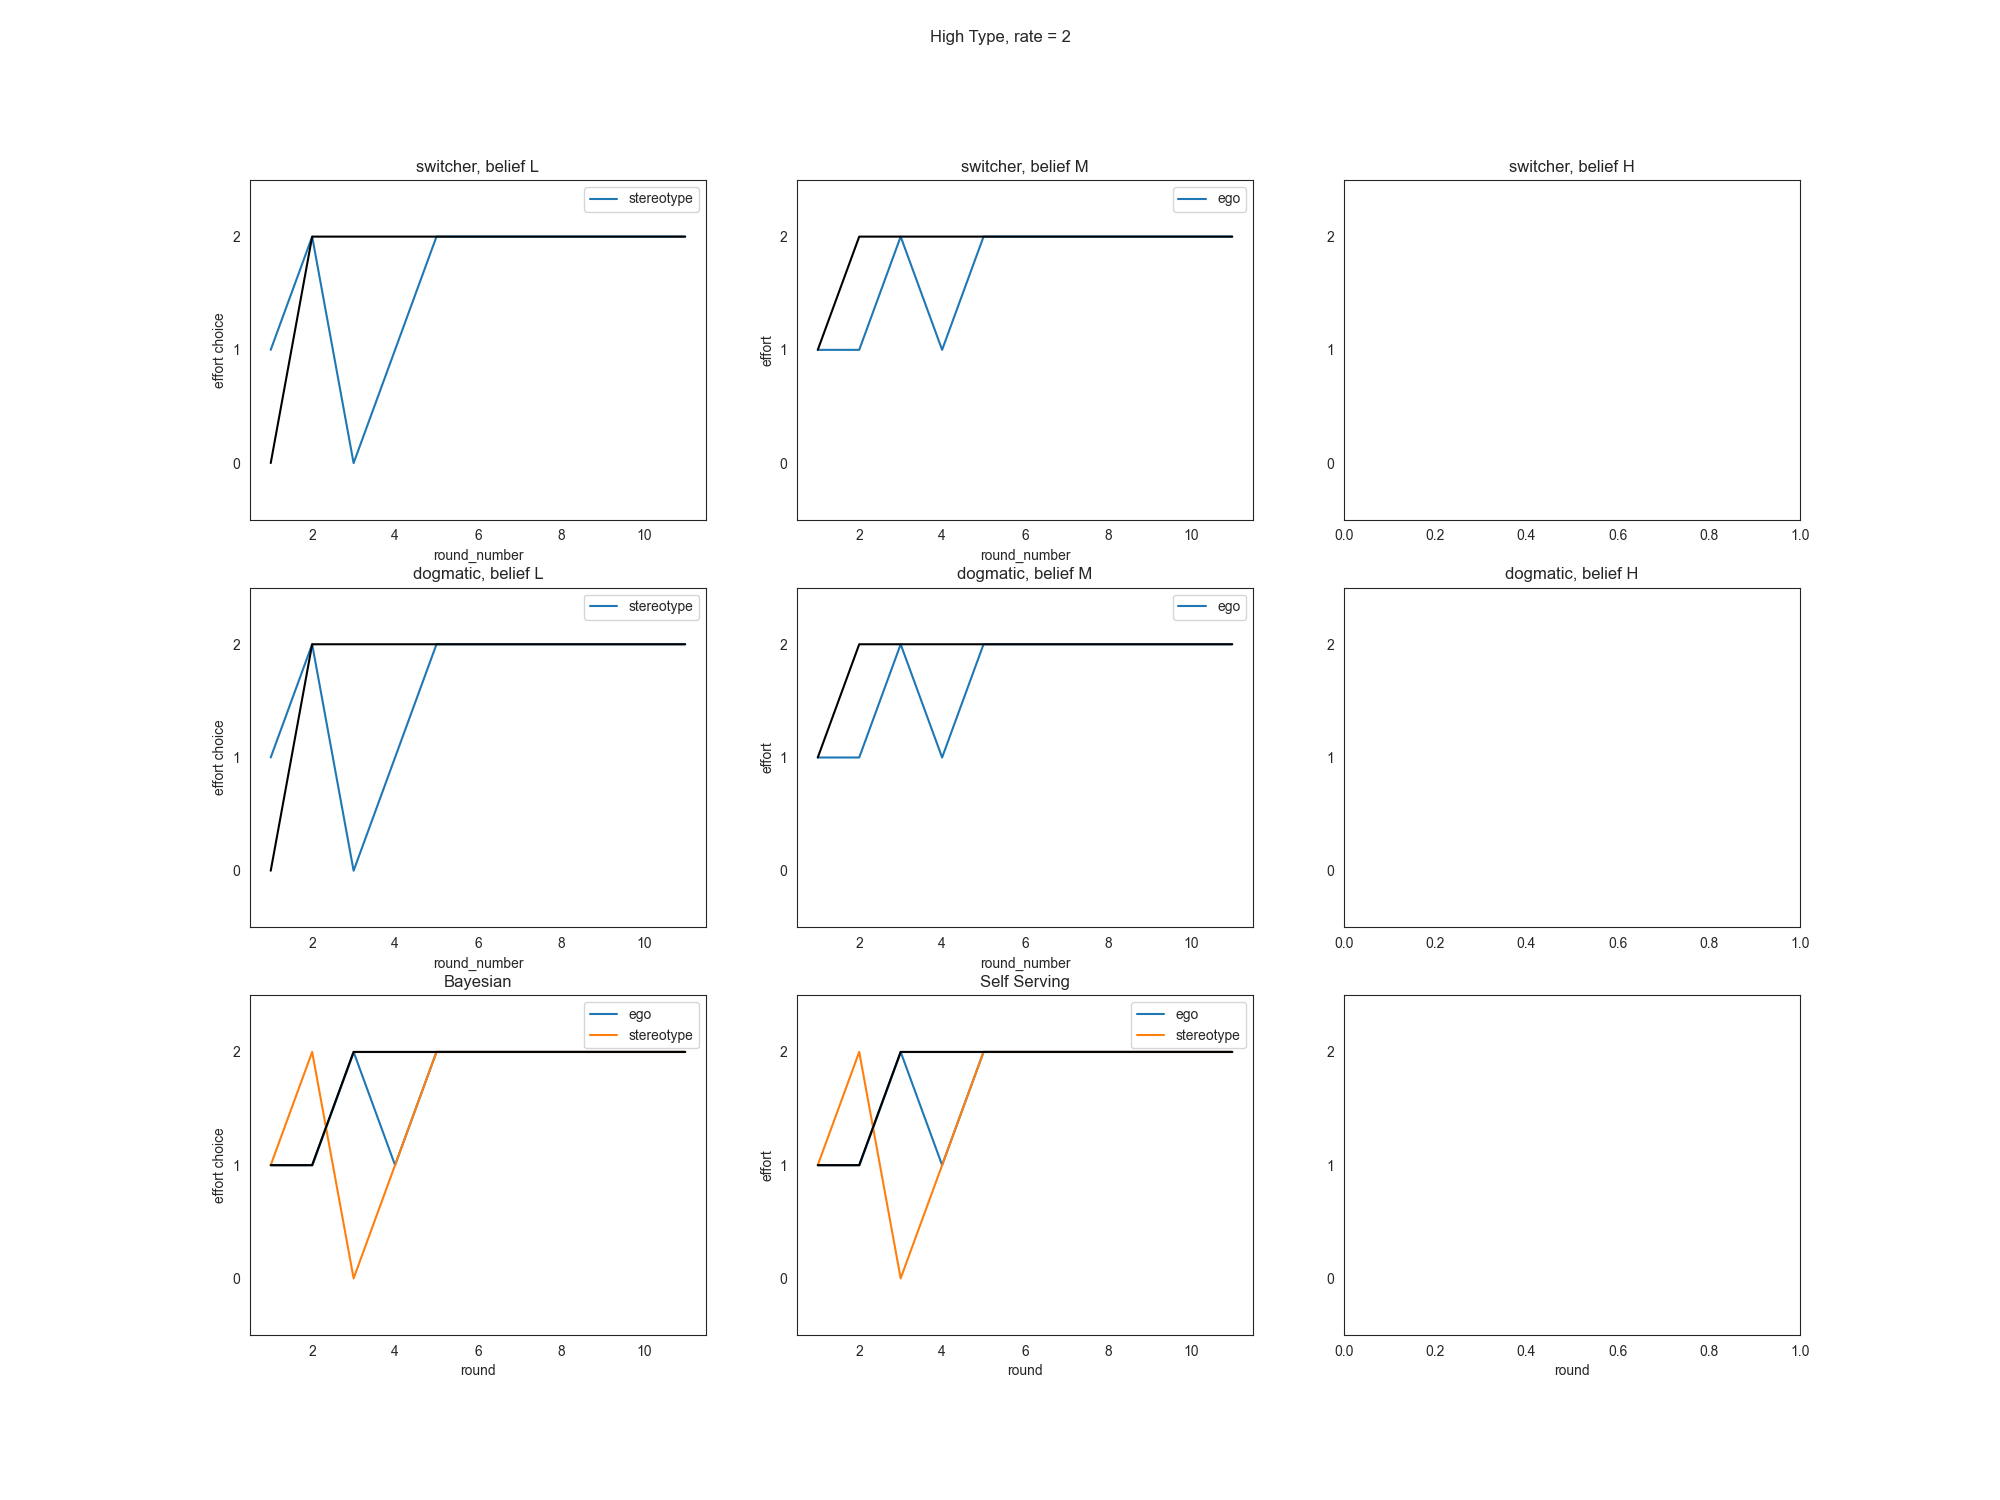 High Type, rate = 2
switcher, belief L
stereotype
2
1
0
effort choice
2 4 6 8 10
round_number
switcher, belief M
ego
2
1
0
effort
2 4 6 8 10
round_number
switcher, belief H
2
1
0
0.0 0.2 0.4 0.6 0.8 1.0
dogmatic, belief L
stereotype
2
1
0
effort choice
2 4 6 8 10
round_number
dogmatic, belief M
ego
2
1
0
effort
2 4 6 8 10
round_number
dogmatic, belief H
2
1
0
0.0 0.2 0.4 0.6 0.8 1.0
Bayesian
ego
stereotype
2
1
0
effort choice
2 4 6 8 10
round
Self Serving
ego
stereotype
2
1
0
effort
2 4 6 8 10
round
2
1
0
0.0 0.2 0.4 0.6 0.8 1.0
round